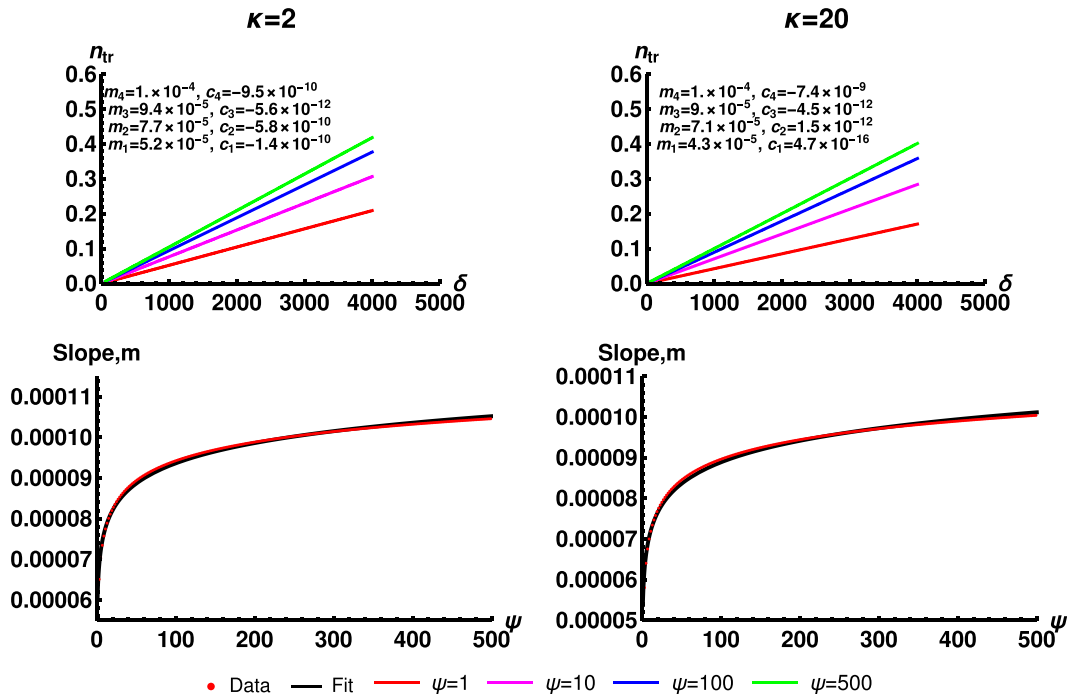 κ=2
n_tr
0.6
0.5
0.4
0.3
0.2
0.1
0.0
m₄=1.×10⁻⁴, c₄=−9.5×10⁻¹⁰
m₃=9.4×10⁻⁵, c₃=−5.6×10⁻¹²
m₂=7.7×10⁻⁵, c₂=−5.8×10⁻¹⁰
m₁=5.2×10⁻⁵, c₁=−1.4×10⁻¹⁰
0 1000 2000 3000 4000 5000 δ
κ=20
n_tr
0.6
0.5
0.4
0.3
0.2
0.1
0.0
m₄=1.×10⁻⁴, c₄=−7.4×10⁻⁹
m₃=9.×10⁻⁵, c₃=−4.5×10⁻¹²
m₂=7.1×10⁻⁵, c₂=1.5×10⁻¹²
m₁=4.3×10⁻⁵, c₁=4.7×10⁻¹⁶
0 1000 2000 3000 4000 5000 δ
Slope,m
0.00011
0.00010
0.00009
0.00008
0.00007
0.00006
0 100 200 300 400 500 ψ
Slope,m
0.00011
0.00010
0.00009
0.00008
0.00007
0.00006
0.00005
0 100 200 300 400 500 ψ
Data Fit ψ=1 ψ=10 ψ=100 ψ=500